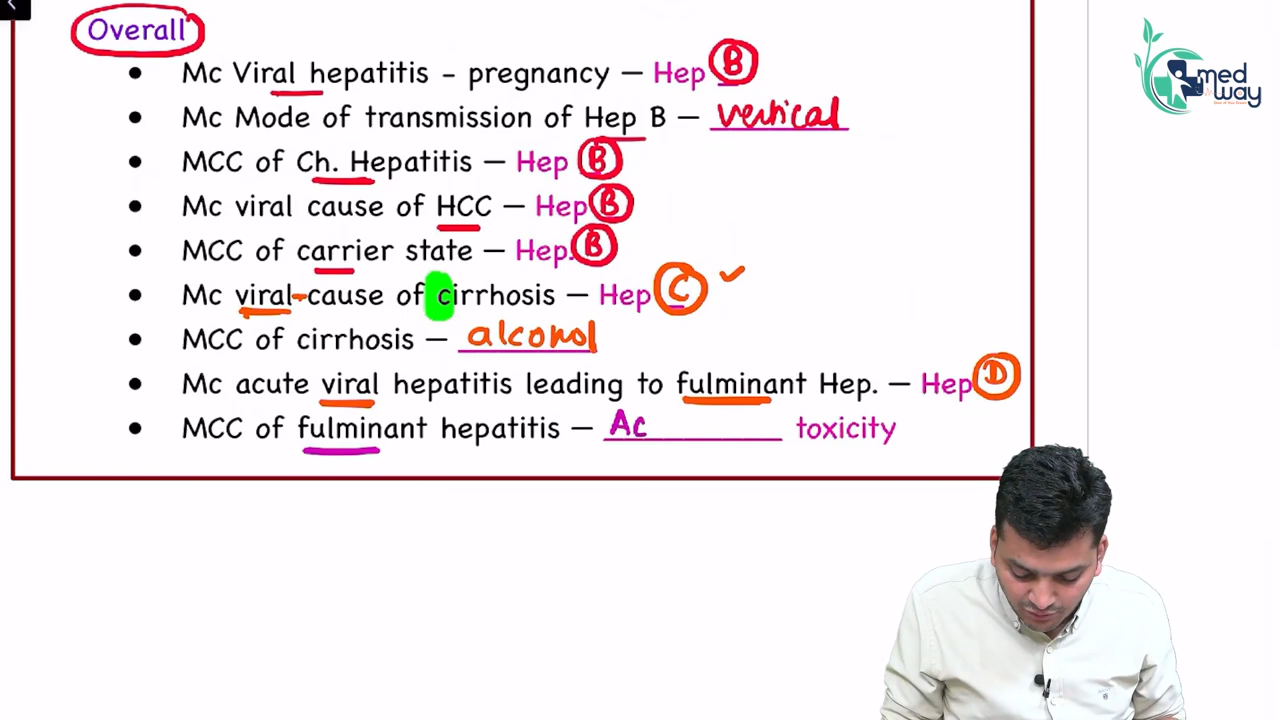 Overall
med
way
• Mc Viral hepatitis - pregnancy – Hep B
• Mc Mode of transmission of Hep B – vertical
• MCC of Ch. Hepatitis – Hep B
• Mc viral cause of HCC – Hep B
• MCC of carrier state – Hep. B
• Mc viral-cause of cirrhosis – Hep C ✓
• MCC of cirrhosis – alcohol
• Mc acute viral hepatitis leading to fulminant Hep. – Hep D
• MCC of fulminant hepatitis – Ac toxicity